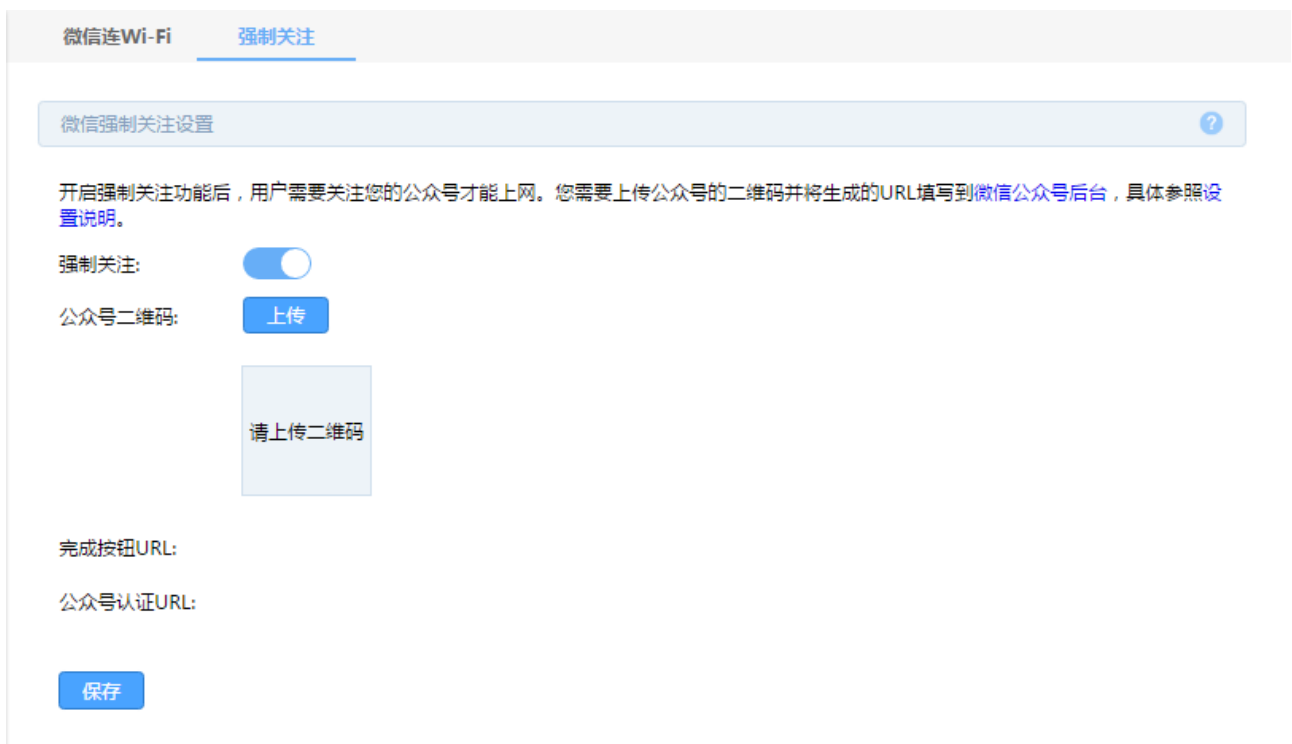 微信连Wi-Fi 强制关注
微信强制关注设置 ?
开启强制关注功能后，用户需要关注您的公众号才能上网。您需要上传公众号的二维码并将生成的URL填写到微信公众号后台，具体参照设
置说明。
强制关注:
公众号二维码: 上传
请上传二维码
完成按钮URL:
公众号认证URL:
保存